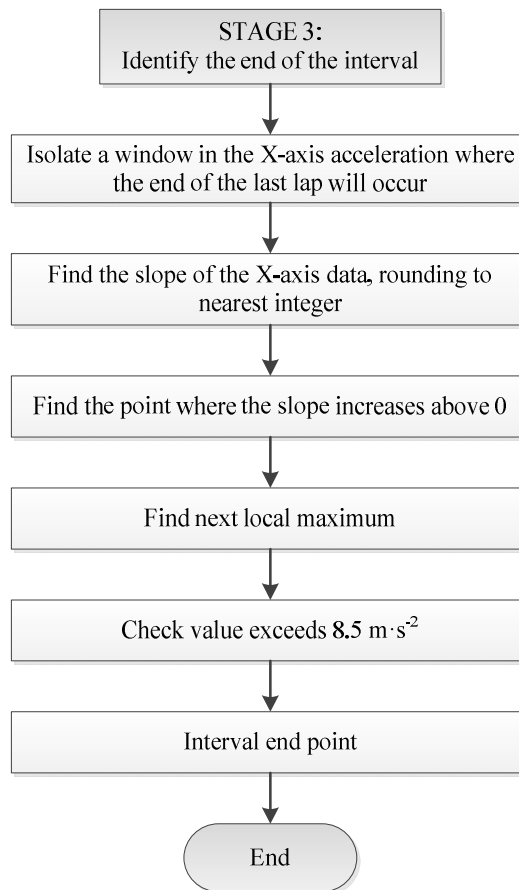 STAGE 3:
Identify the end of the interval
Isolate a window in the X-axis acceleration where
the end of the last lap will occur
Find the slope of the X-axis data, rounding to
nearest integer
Find the point where the slope increases above 0
Find next local maximum
Check value exceeds 8.5 m·s⁻²
Interval end point
End